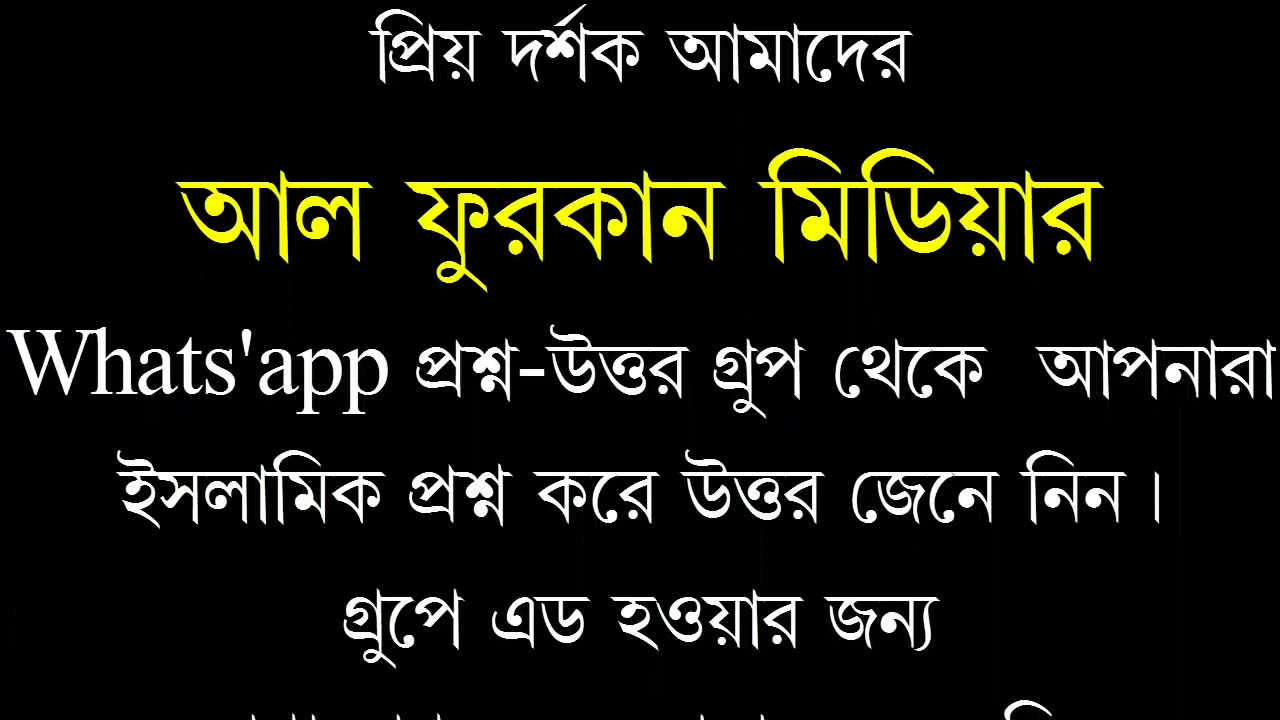 প্রিয় দর্শক আমাদের
আল ফুরকান মিডিয়ার
Whats'app প্রশ্ন-উত্তর গ্রুপ থেকে আপনারা
ইসলামিক প্রশ্ন করে উত্তর জেনে নিন।
গ্রুপে এড হওয়ার জন্য